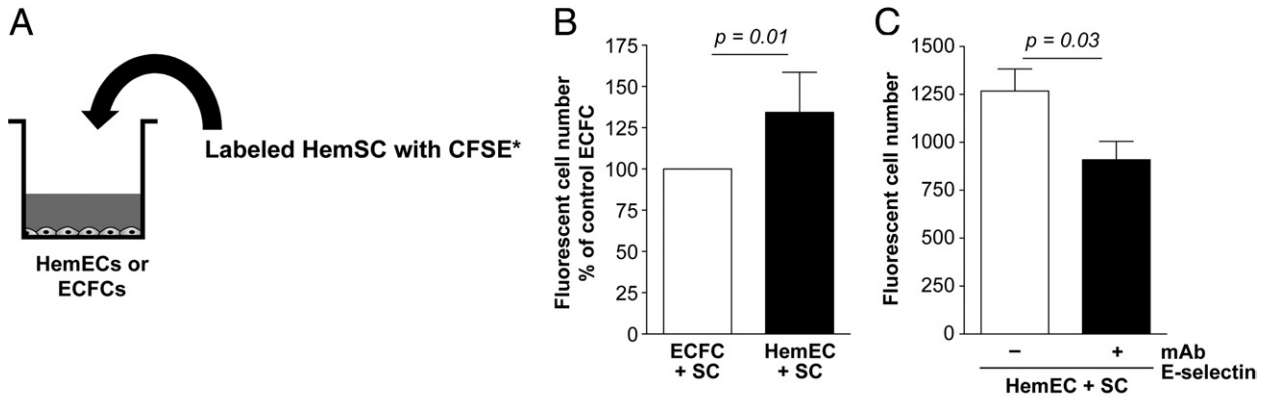 A
Labeled HemSC with CFSE*
HemECs or
ECFCs
B
Fluorescent cell number
% of control ECFC
175
150
125
100
75
50
25
0
p = 0.01
ECFC
+ SC
HemEC
+ SC
C
Fluorescent cell number
1500
1250
1000
750
500
250
0
p = 0.03
– + mAb
E-selectin
HemEC + SC